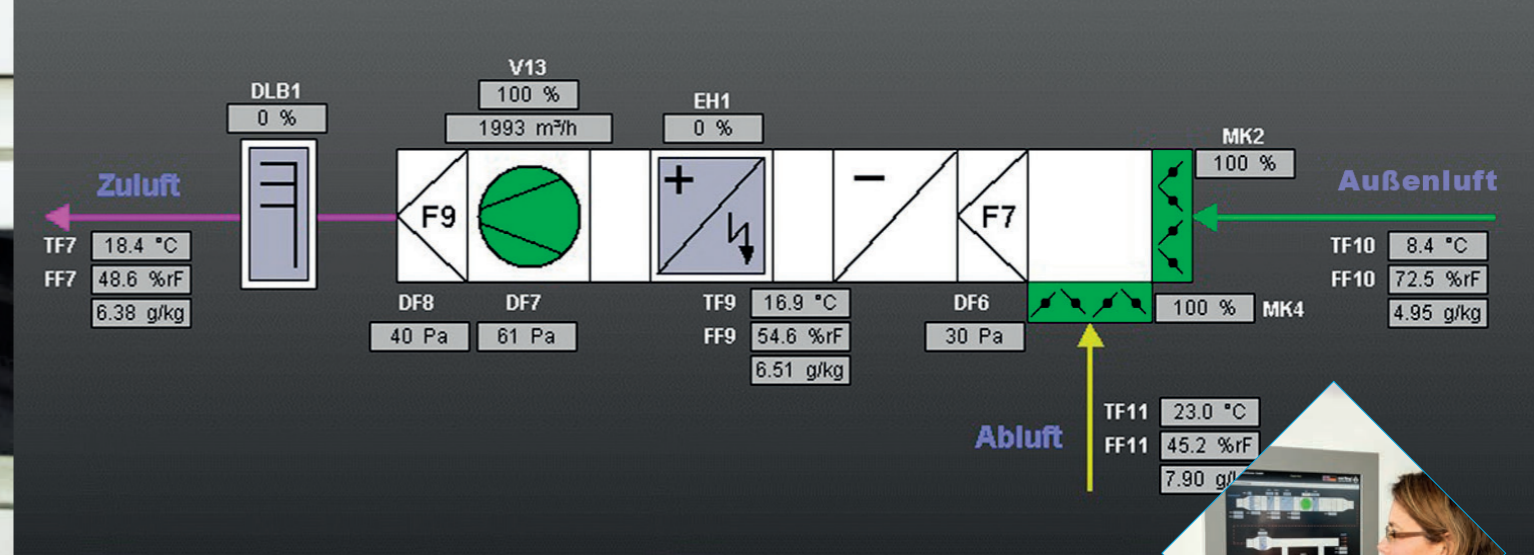 V13
100 %
1993 m³/h
DLB1
0 %
EH1
0 %
MK2
100 %
Zuluft
Außenluft
F9
+
−
F7
TF7 18.4 °C
FF7 48.6 %rF
6.38 g/kg
TF10 8.4 °C
FF10 72.5 %rF
4.95 g/kg
DF8
40 Pa
DF7
61 Pa
TF9 16.9 °C
FF9 54.6 %rF
6.51 g/kg
DF6
30 Pa
100 % MK4
Abluft
TF11 23.0 °C
FF11 45.2 %rF
7.90